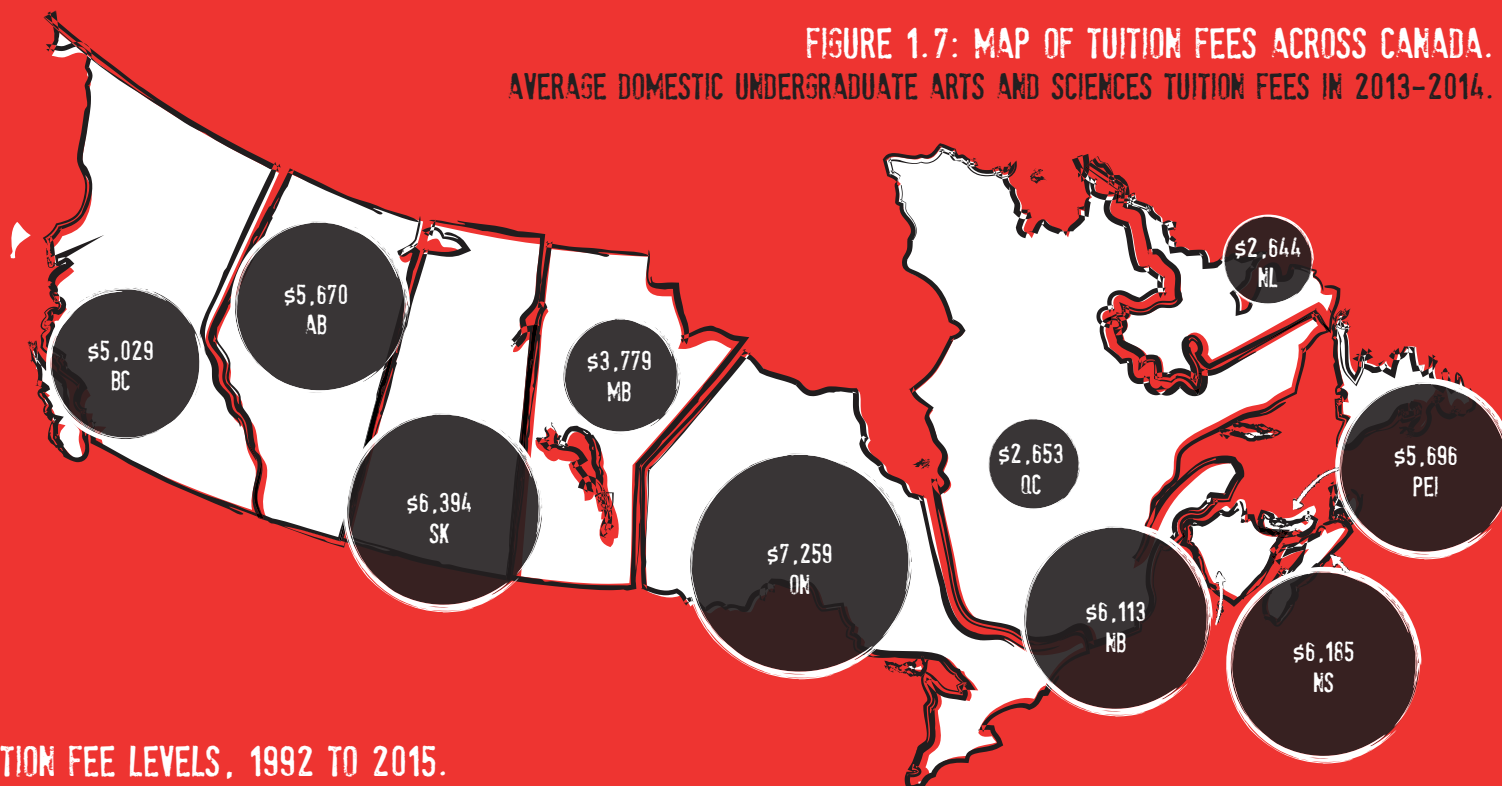 FIGURE 1.7: MAP OF TUITION FEES ACROSS CANADA.
AVERAGE DOMESTIC UNDERGRADUATE ARTS AND SCIENCES TUITION FEES IN 2013-2014.
$5,029
BC
$5,670
AB
$6,394
SK
$3,779
MB
$7,259
ON
$2,653
QC
$2,644
NL
$5,696
PEI
$6,113
NB
$6,185
NS
TION FEE LEVELS, 1992 TO 2015.